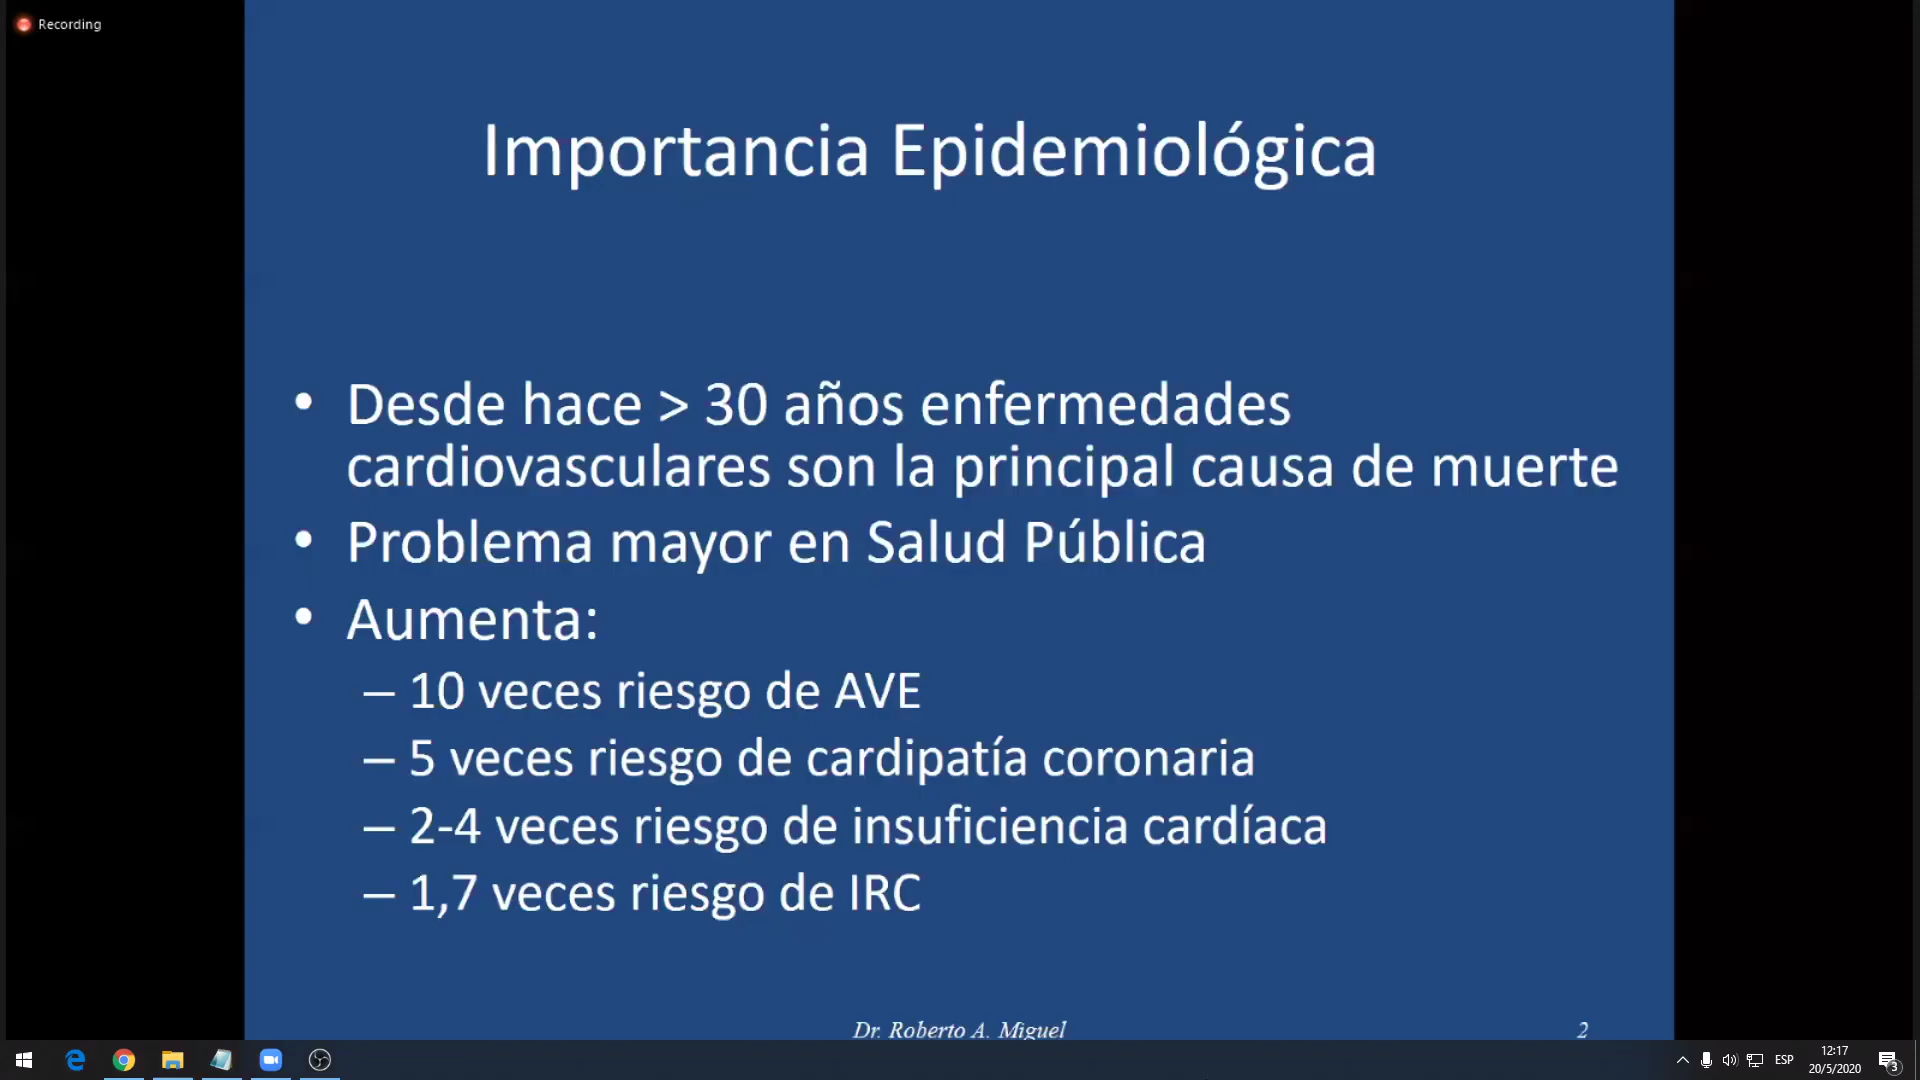 Recording
Importancia Epidemiológica
• Desde hace > 30 años enfermedades
cardiovasculares son la principal causa de muerte
• Problema mayor en Salud Pública
• Aumenta:
– 10 veces riesgo de AVE
– 5 veces riesgo de cardipatía coronaria
– 2-4 veces riesgo de insuficiencia cardíaca
– 1,7 veces riesgo de IRC
Dr. Roberto A. Miguel
2
ESP
12:17
20/5/2020
3